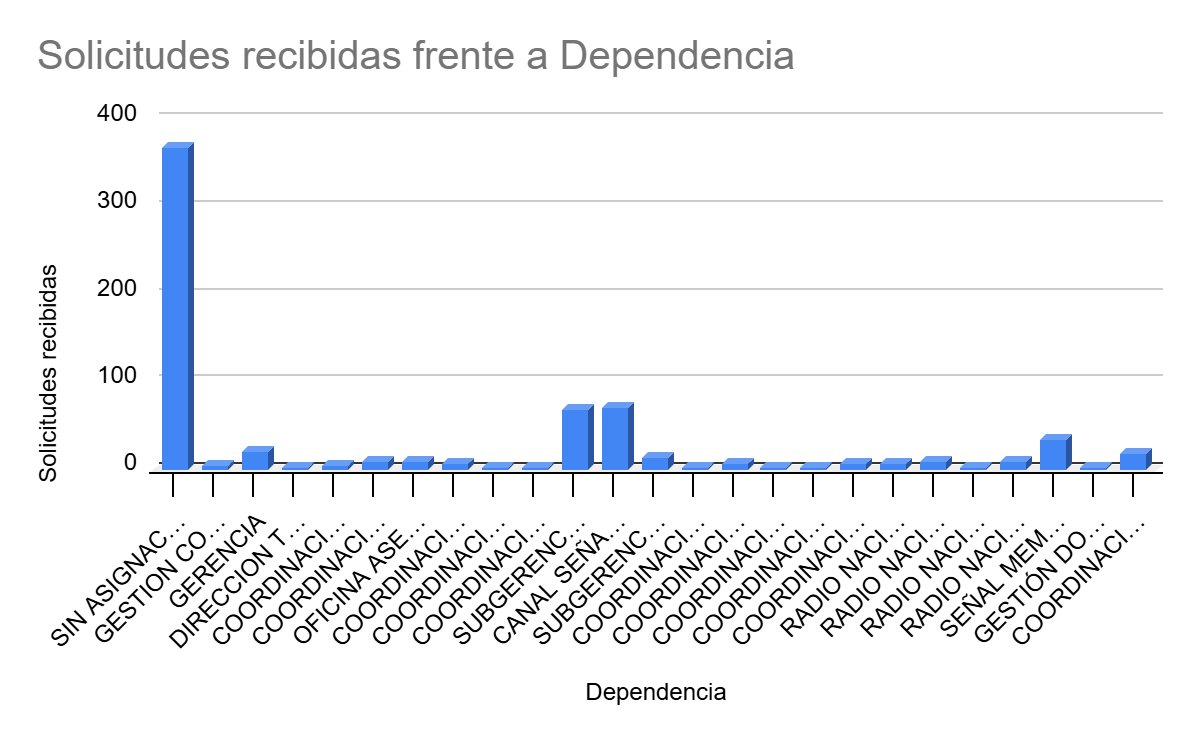 Solicitudes recibidas frente a Dependencia
400
300
200
100
0
Solicitudes recibidas
SIN ASIGNAC…
GESTION CO…
GERENCIA
DIRECCION T …
COORDINACI…
COORDINACI…
OFICINA ASE…
COORDINACI…
COORDINACI…
COORDINACI…
SUBGERENC…
CANAL SEÑA…
SUBGERENC…
COORDINACI…
COORDINACI…
COORDINACI…
COORDINACI…
COORDINACI…
RADIO NACI…
RADIO NACI…
RADIO NACI…
RADIO NACI…
SEÑAL MEM…
GESTIÓN DO…
COORDINACI…
Dependencia